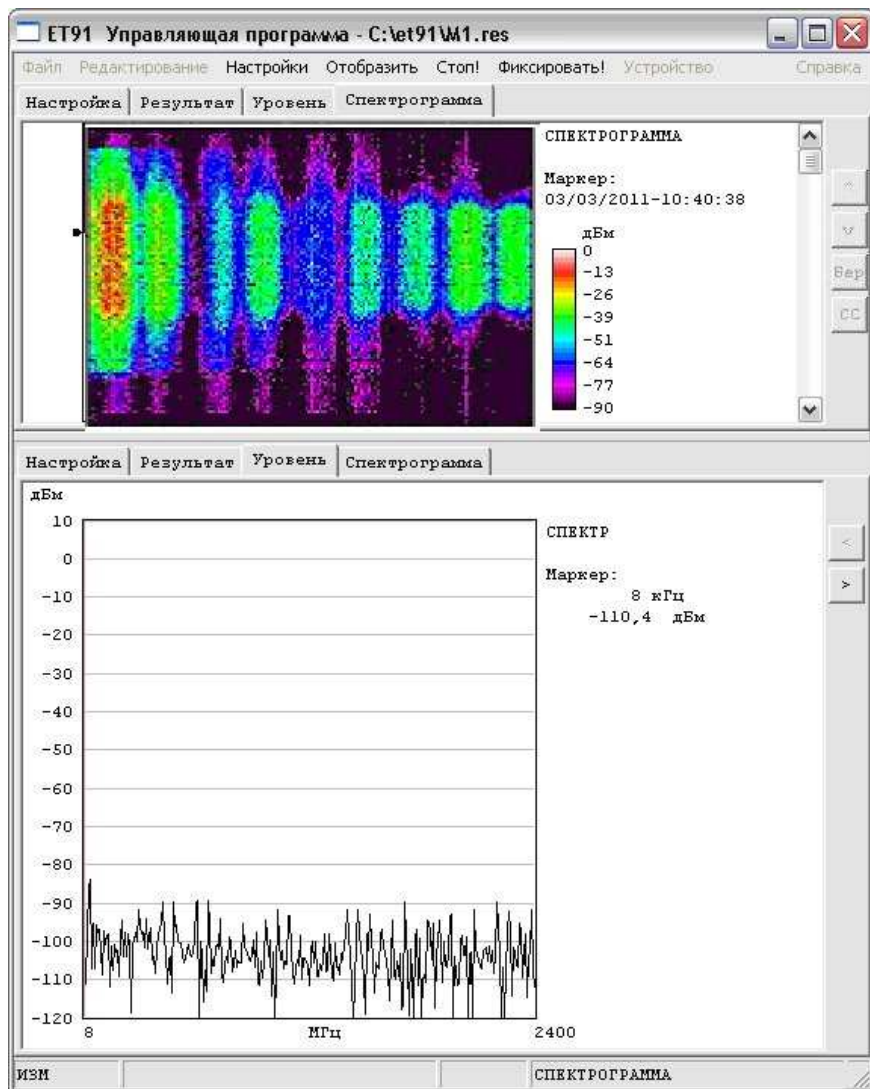 ET91 Управляющая программа - C:\et91\M1.res
Файл Редактирование Настройки Отобразить Стоп! Фиксировать! Устройство Справка
Настройка Результат Уровень Спектрограмма
СПЕКТРОГРАММА
Маркер:
03/03/2011-10:40:38
дБм
0
-13
-26
-39
-51
-64
-77
-90
^
v
Вер
СС
Настройка Результат Уровень Спектрограмма
дБм
10
0
-10
-20
-30
-40
-50
-60
-70
-80
-90
-100
-110
-120
8 МГц 2400
СПЕКТР
Маркер:
8 кГц
-110,4 дБм
<
>
ИЗМ СПЕКТРОГРАММА